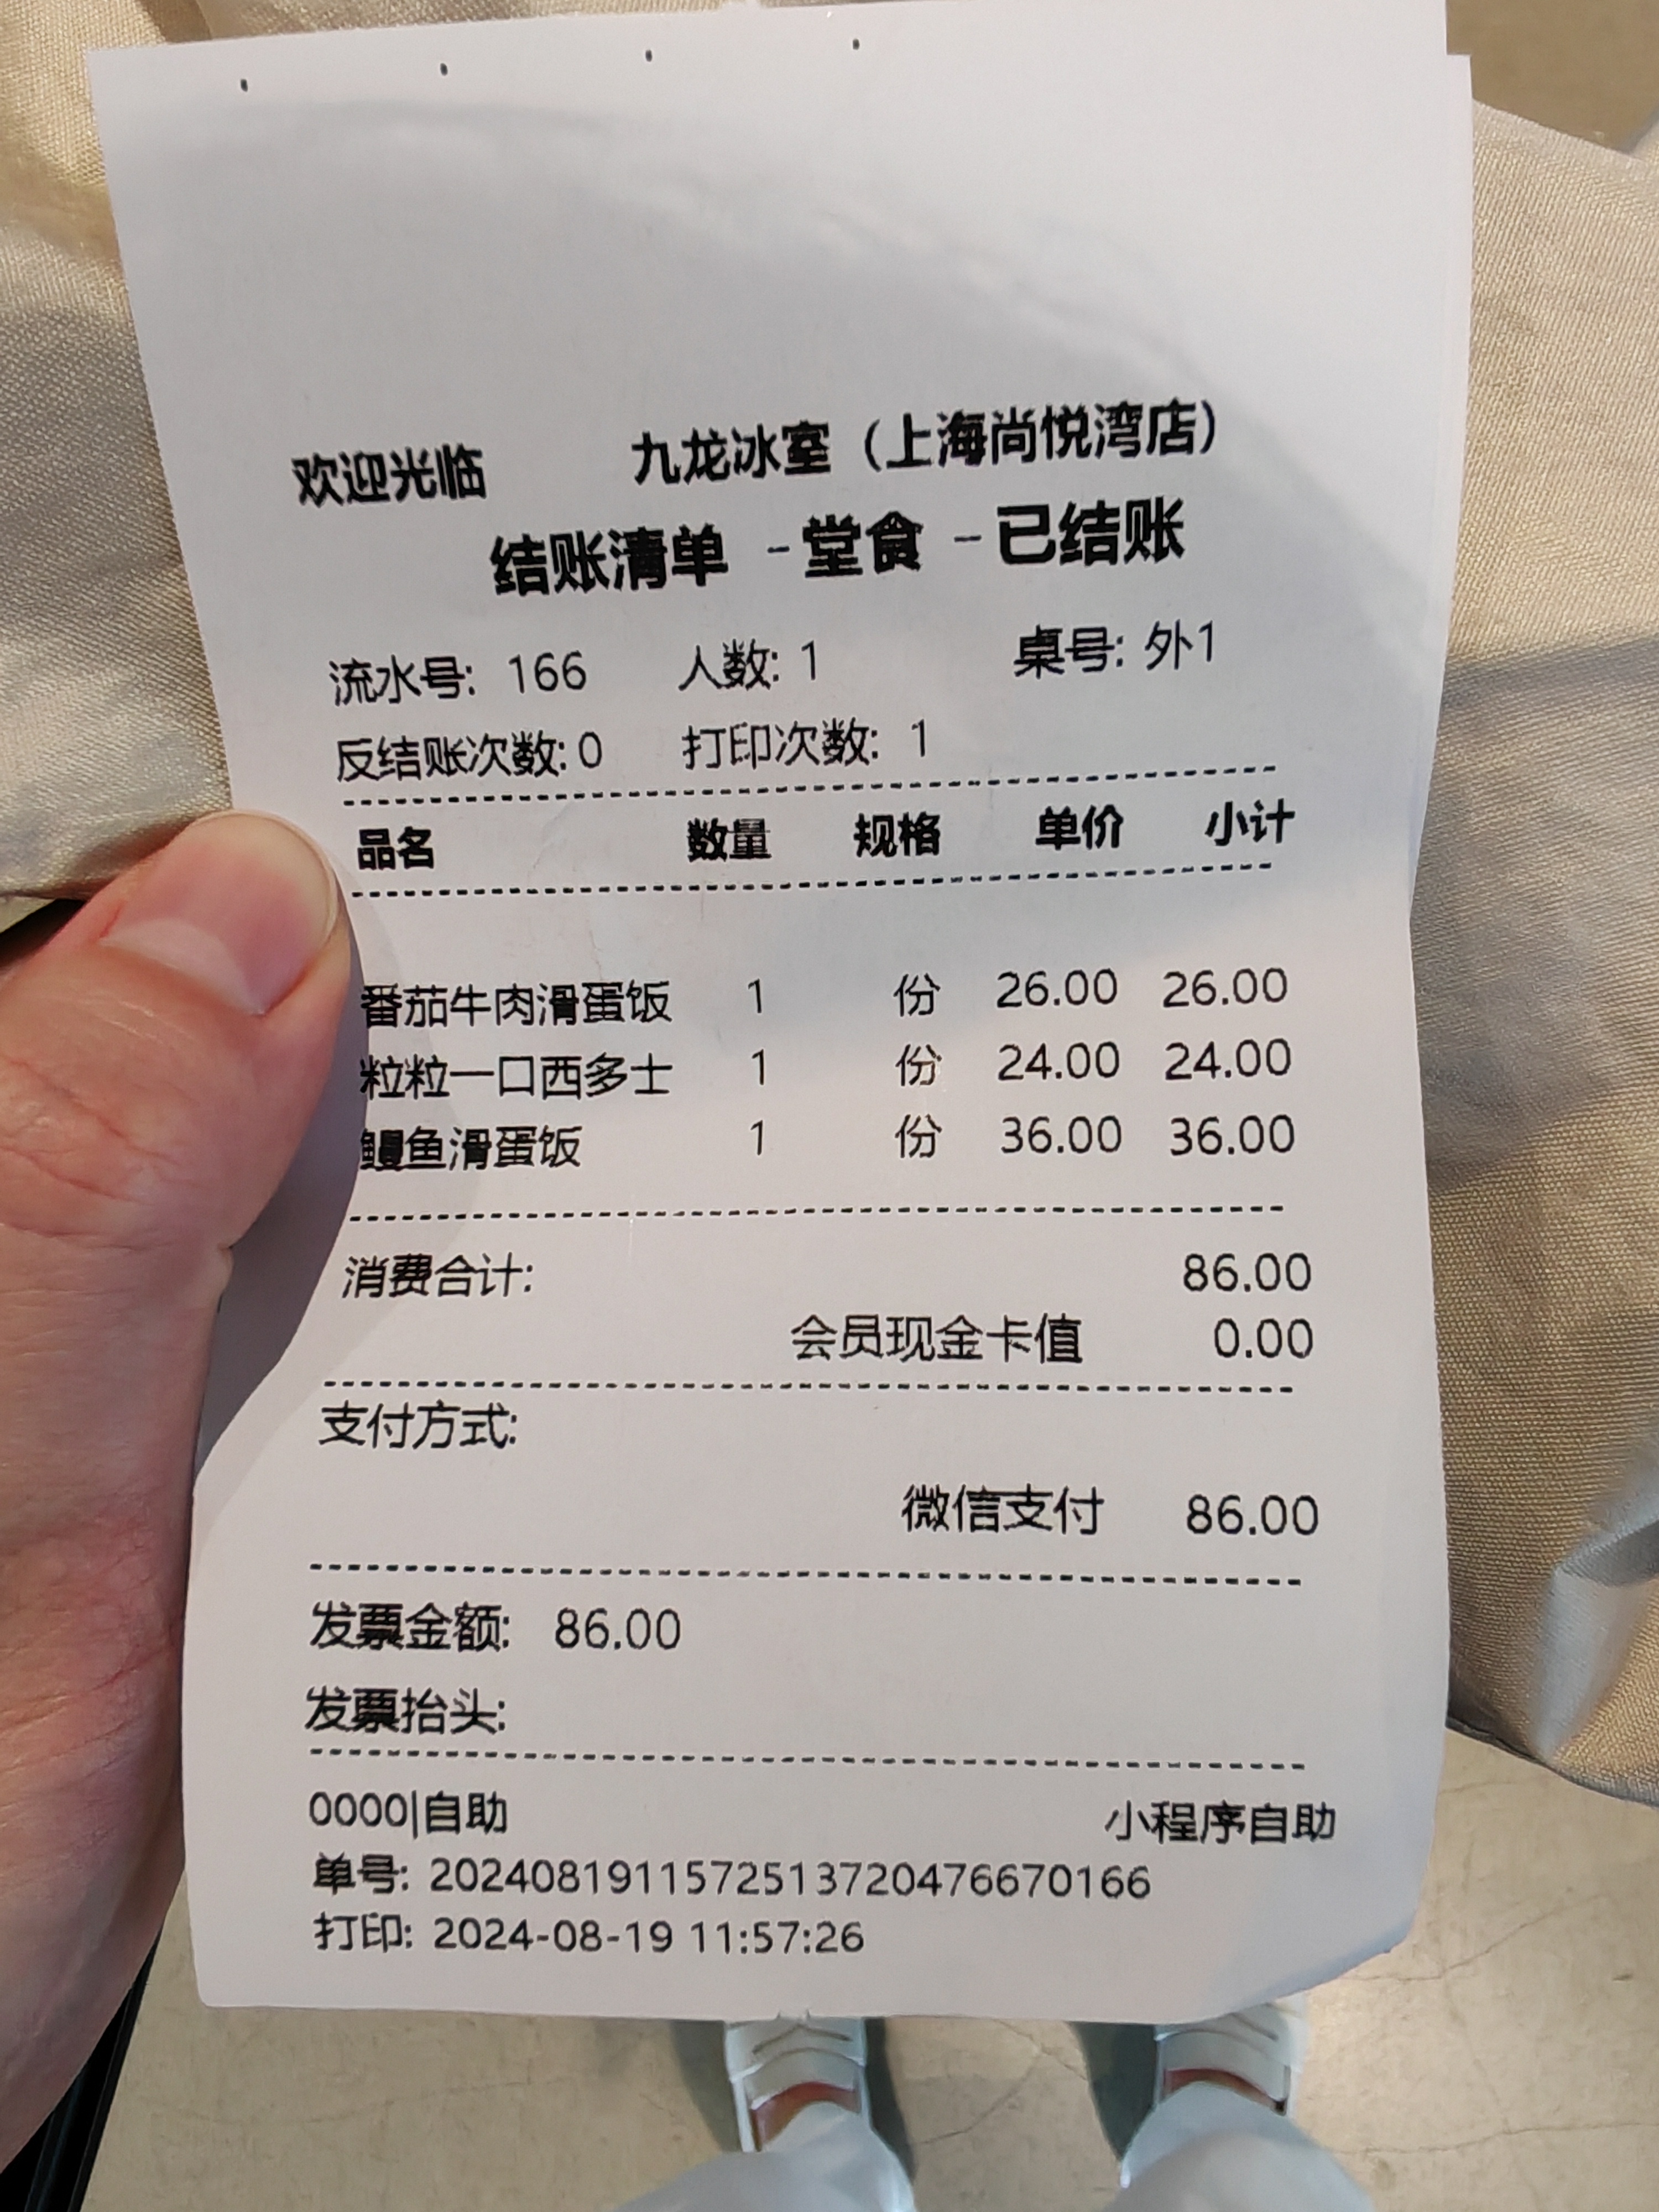 欢迎光临 九龙冰室（上海尚悦湾店）
结账清单 -堂食 -已结账
流水号: 166 人数: 1 桌号: 外1
反结账次数: 0 打印次数: 1
品名 数量 规格 单价 小计
番茄牛肉滑蛋饭 1 份 26.00 26.00
粒粒一口西多士 1 份 24.00 24.00
鳗鱼滑蛋饭 1 份 36.00 36.00
消费合计: 86.00
会员现金卡值 0.00
支付方式:
微信支付 86.00
发票金额: 86.00
发票抬头:
0000|自助 小程序自助
单号: 20240819115725137204766​70166
打印: 2024-08-19 11:57:26